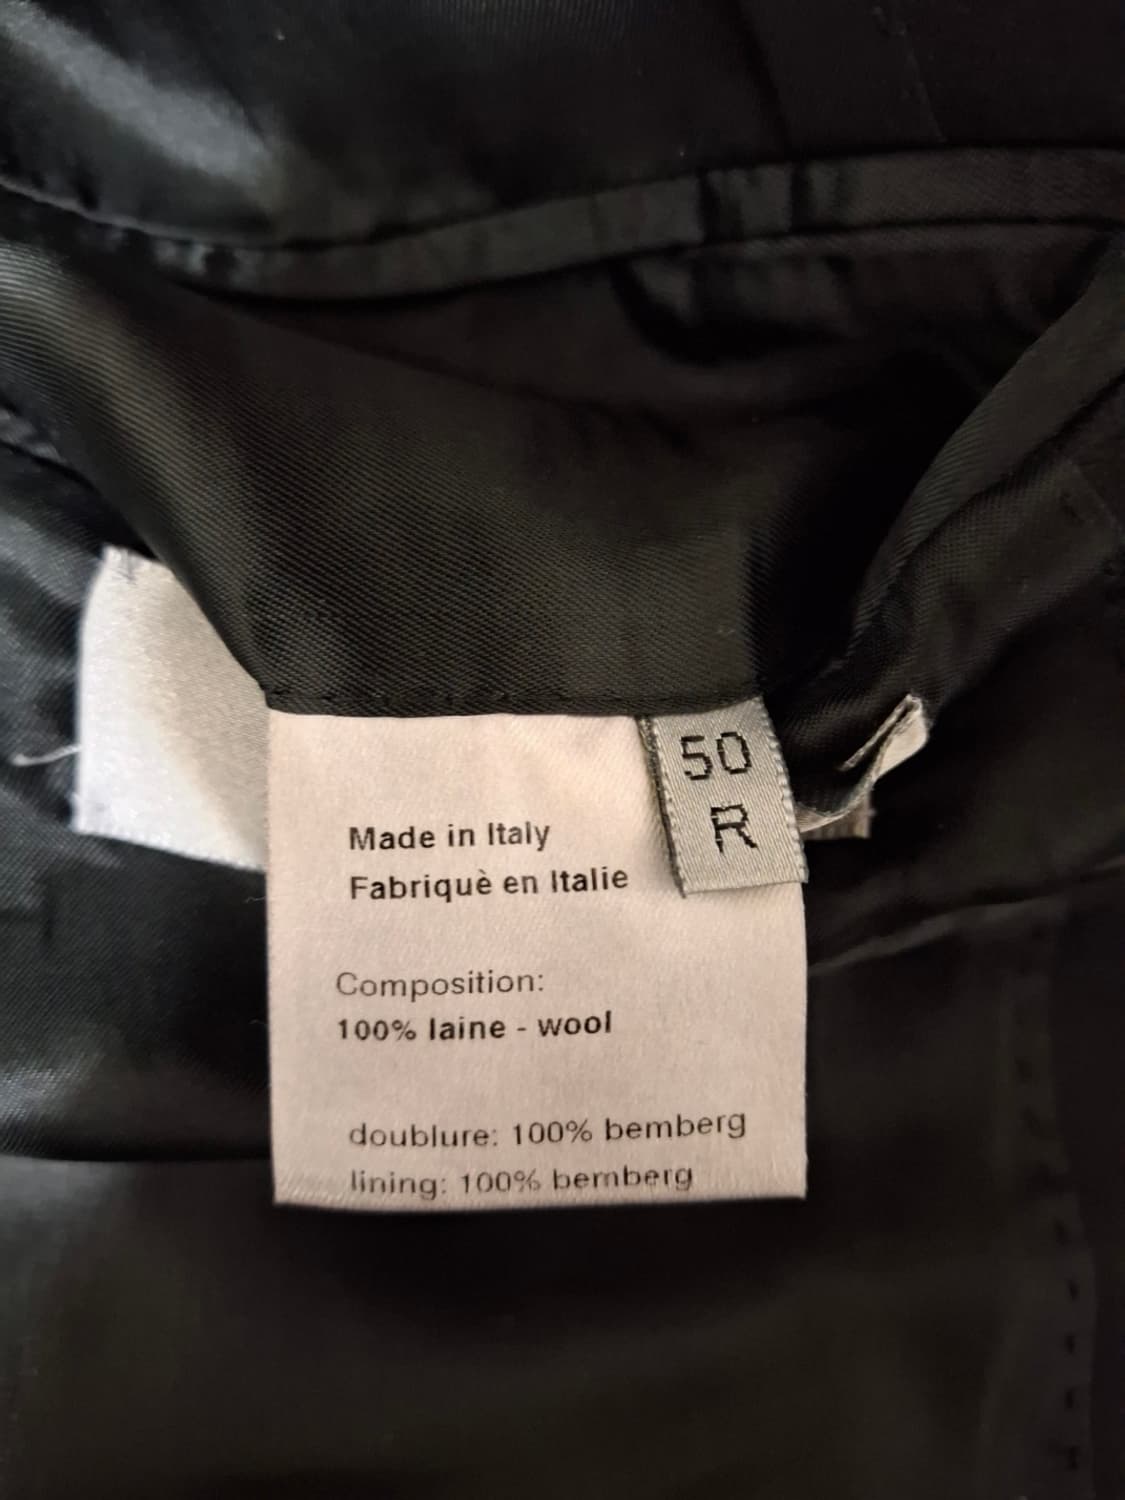 50
R
Made in Italy
Fabriquè en Italie
Composition:
100% laine - wool
doublure: 100% bemberg
lining: 100% bemberg